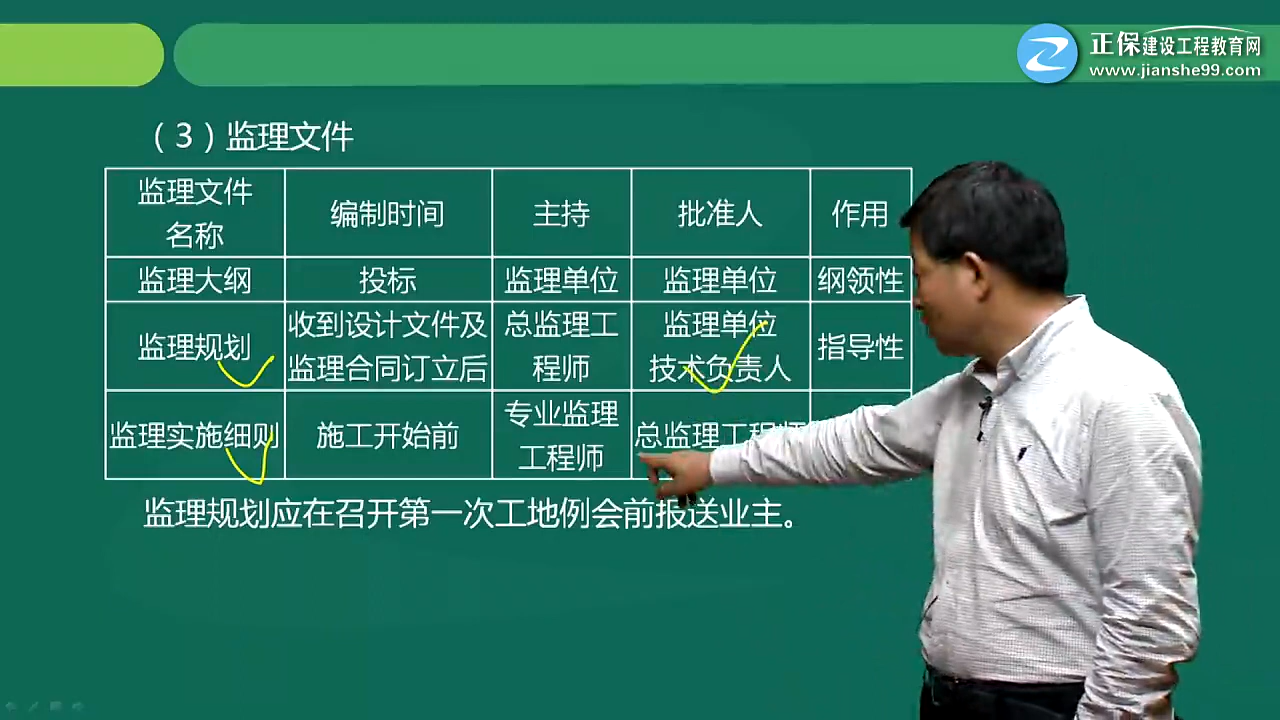 正保建设工程教育网
www.jianshe99.com
（3）监理文件
监理文件
名称
编制时间
主持
批准人
作用
监理大纲
投标
监理单位
监理单位
纲领性
监理规划
收到设计文件及
监理合同订立后
总监理工
程师
监理单位
技术负责人
指导性
监理实施细则
施工开始前
专业监理
工程师
总监理工程师
监理规划应在召开第一次工地例会前报送业主。